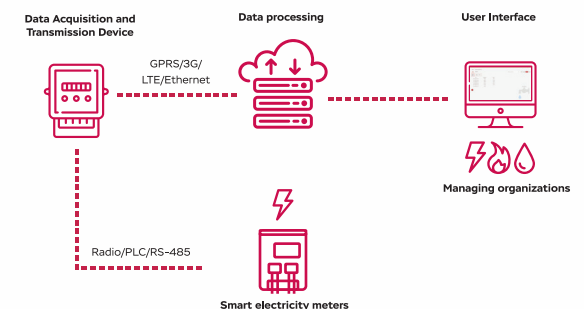 Data Acquisition and
Transmission Device
Data processing
User Interface
GPRS/3G/
LTE/Ethernet
Managing organizations
Radio/PLC/RS-485
Smart electricity meters